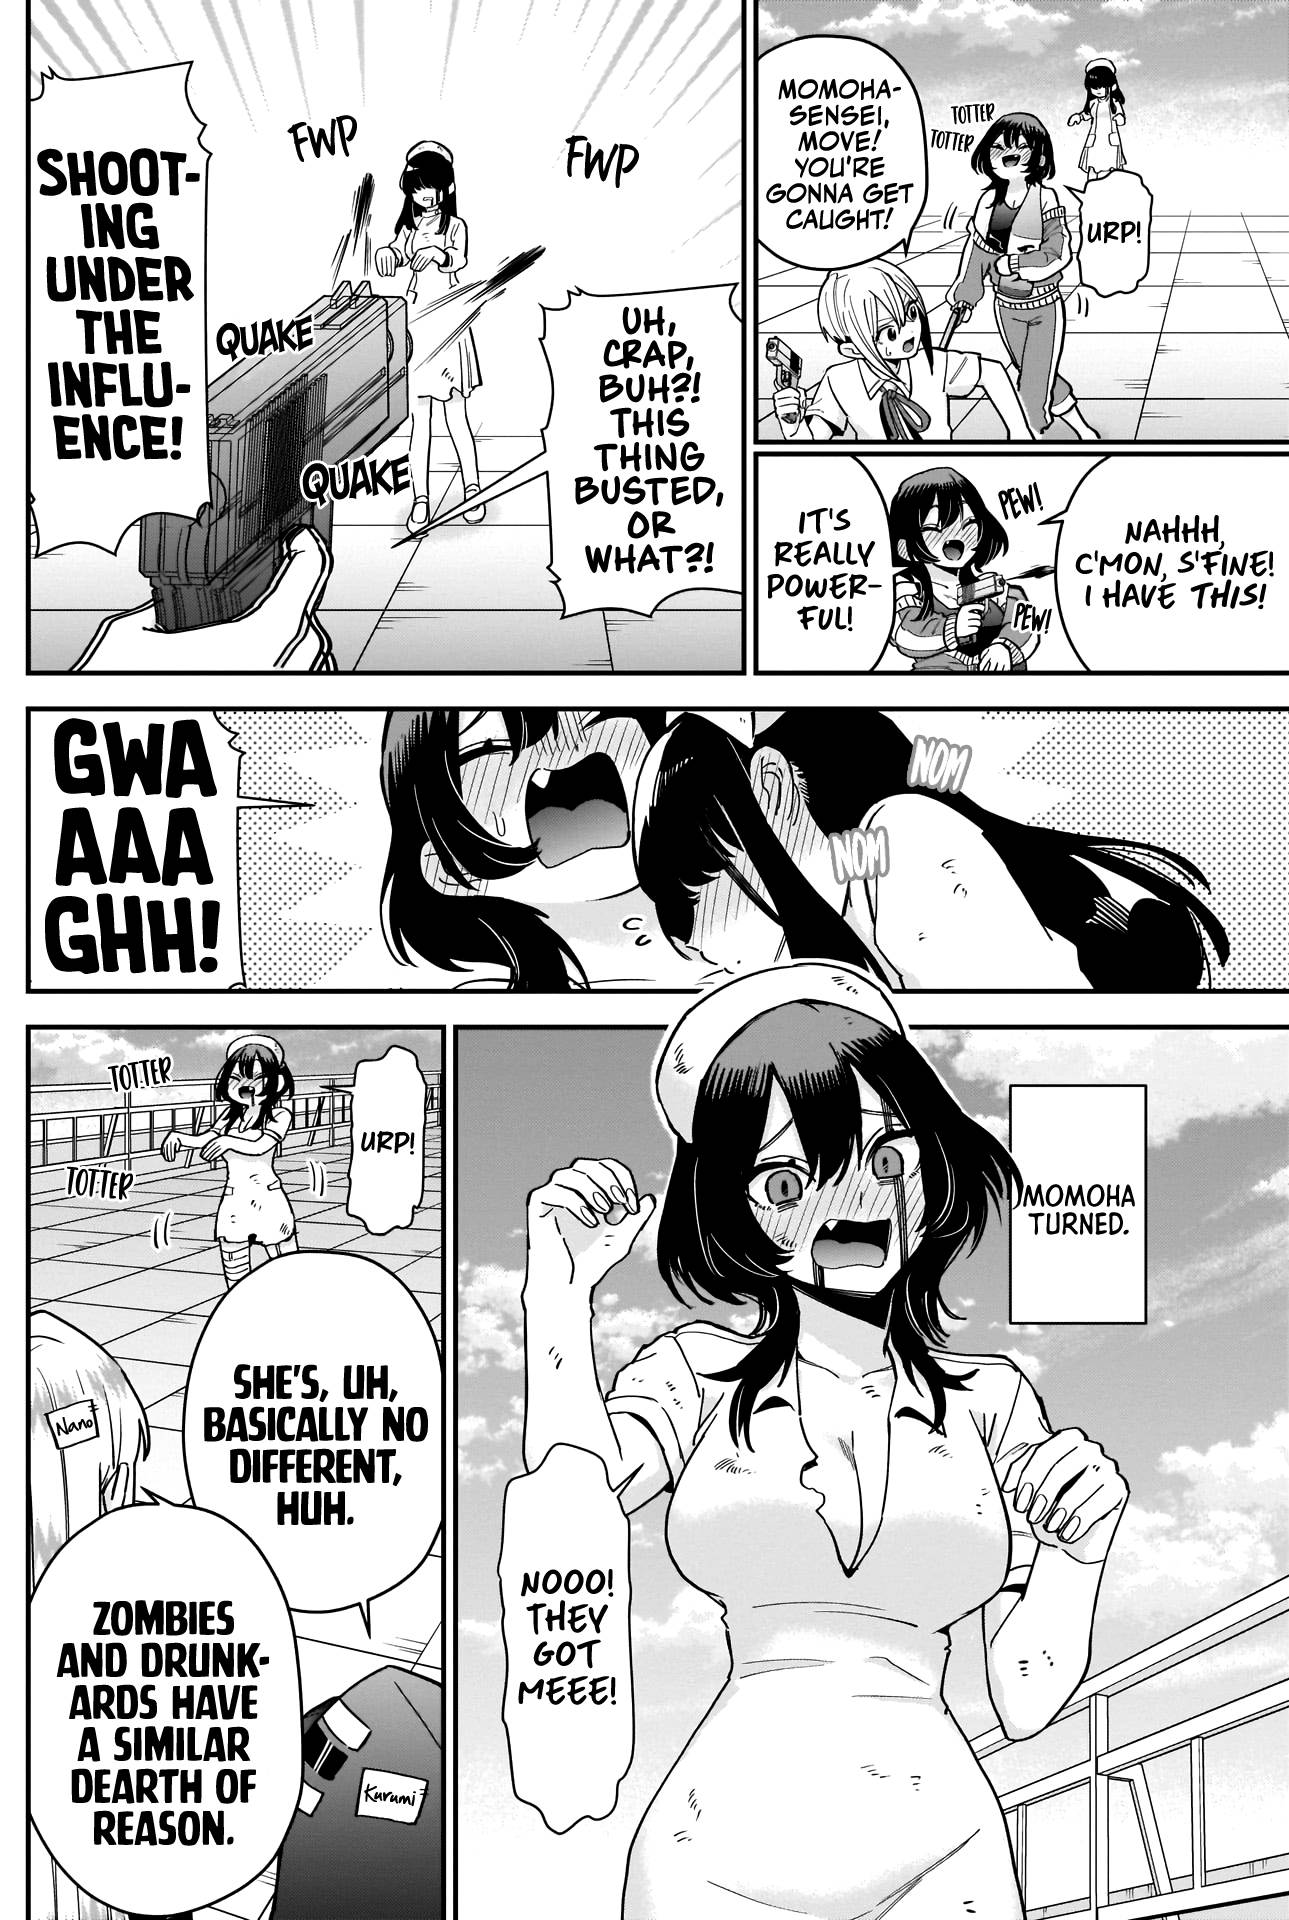 MOMOHA-
SENSEI,
MOVE!
YOU'RE
GONNA GET
CAUGHT!
TOTTER
TOTTER
URP!
NAHHH,
C'MON, S'FINE!
I HAVE THIS!
PEW!
PEW!
IT'S
REALLY
POWER-
FUL!
FWP
FWP
UH,
CRAP,
BUH?!
THIS
THING
BUSTED,
OR
WHAT?!
QUAKE
QUAKE
SHOOT-
ING
UNDER
THE
INFLU-
ENCE!
NOM
NOM
GWA
AAA
GHH!
MOMOHA
TURNED.
NOOO!
THEY
GOT
MEEE!
URP!
TOTTER
TOTTER
SHE'S, UH,
BASICALLY NO
DIFFERENT,
HUH.
Nano
ZOMBIES
AND DRUNK-
ARDS HAVE
A SIMILAR
DEARTH OF
REASON.
Kurumi